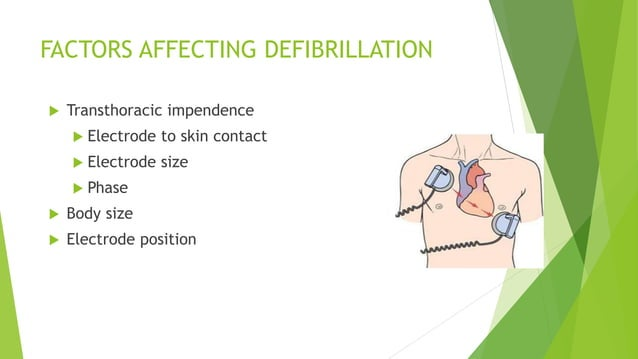 FACTORS AFFECTING DEFIBRILLATION
Transthoracic impendence
Electrode to skin contact
Electrode size
Phase
Body size
Electrode position